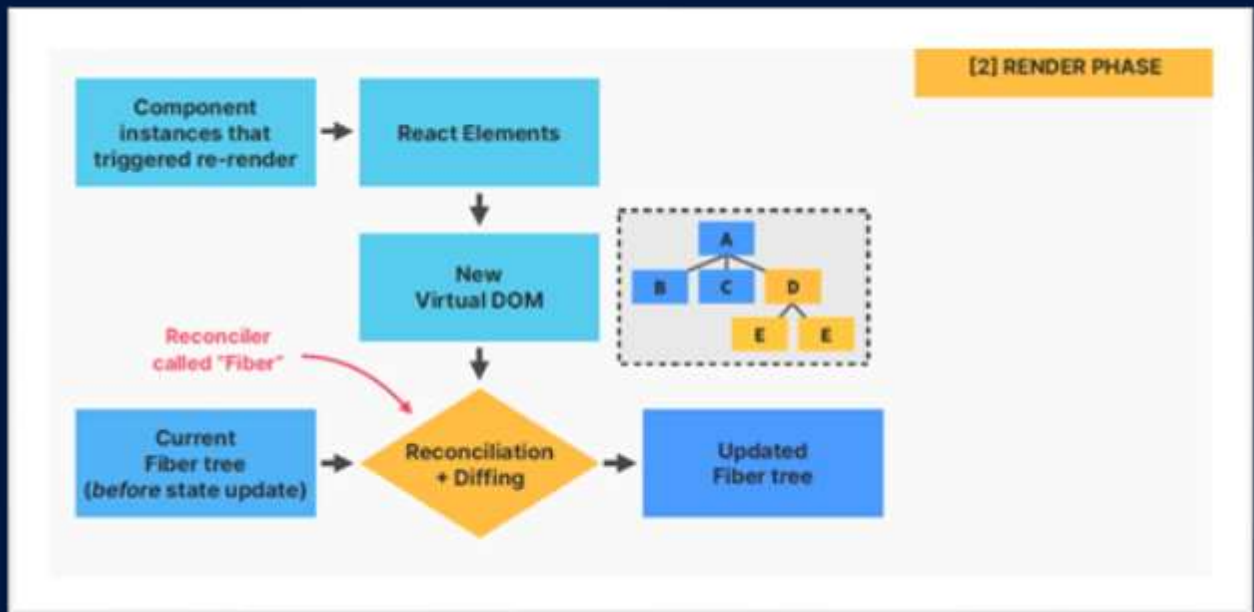 [2] RENDER PHASE
Component
instances that
triggered re-render
React Elements
New
Virtual DOM
A
B C D
E E
Reconciler
called "Fiber"
Current
Fiber tree
(before state update)
Reconciliation
+ Diffing
Updated
Fiber tree